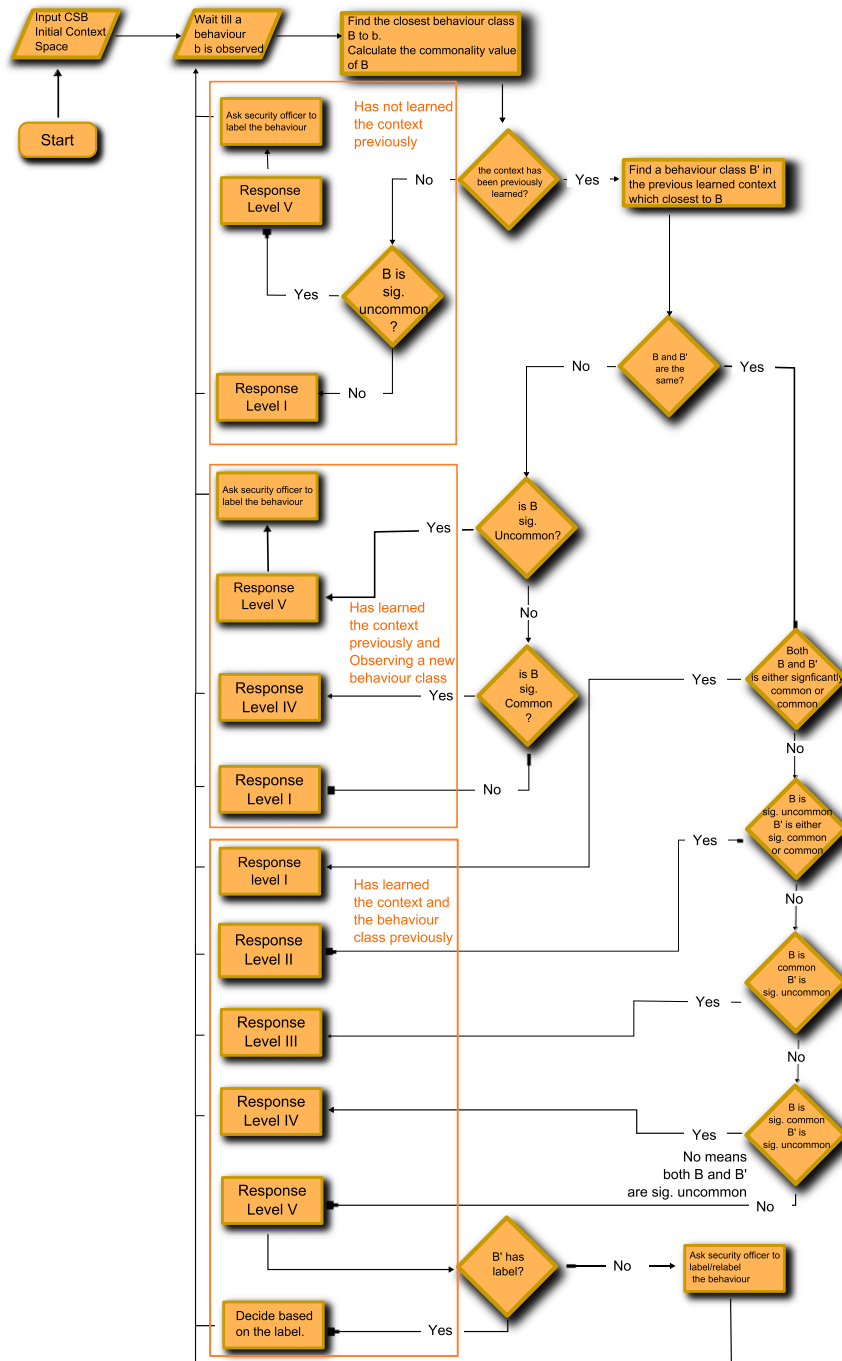 Input CSB
Initial Context
Space
Wait till a
behaviour
b is observed
Find the closest behaviour class
B to b.
Calculate the commonality value
of B
Start
Ask security officer to
label the behaviour
Has not learned
the context
previously
the context has
been previously
learned?
No
Yes
Find a behaviour class B' in
the previous learned context
which closest to B
Response
Level V
B is
sig.
uncommon
?
Yes
No
Response
Level I
B and B'
are the
same?
No
Yes
Ask security officer to
label the behaviour
is B
sig.
Uncommon?
Yes
No
Response
Level V
Has learned
the context
previously and
Observing a new
behaviour class
is B
sig.
Common
?
Yes
No
Response
Level IV
Response
Level I
Both
B and B'
is either signficantly
common or
common
Yes
No
B is
sig. uncommon
B' is either
sig. common
or common
Yes
No
Response
level I
Has learned
the context and
the behaviour
class previously
Response
Level II
B is
common
B' is
sig. uncommon
Yes
No
Response
Level III
Response
Level IV
B is
sig. common
B' is
sig. uncommon
Yes
No means
both B and B'
are sig. uncommon
No
Response
Level V
B' has
label?
No
Ask security officer to
label/relabel
the behaviour
Yes
Decide based
on the label.